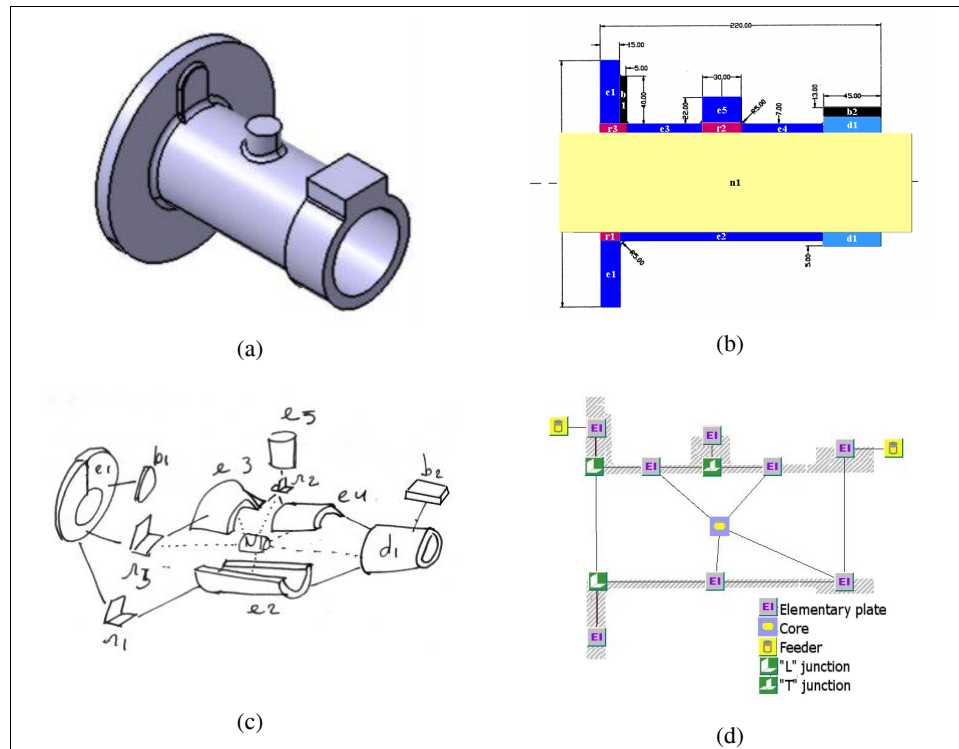 (a)
220.00
15.00
5.00
40.00
30.00
22.00
R5.00
7.00
13.00
45.00
e1
b
1
e5
b2
r3
e3
r2
e4
d1
n1
r1
e2
d1
5.00
R5.00
e1
(b)
e5
e1
b1
e3
r2
e4
b2
N
d1
r3
e2
r1
(c)
EI
EI
EI
EI
EI
EI
EI
EI
EI Elementary plate
Core
Feeder
"L" junction
"T" junction
(d)